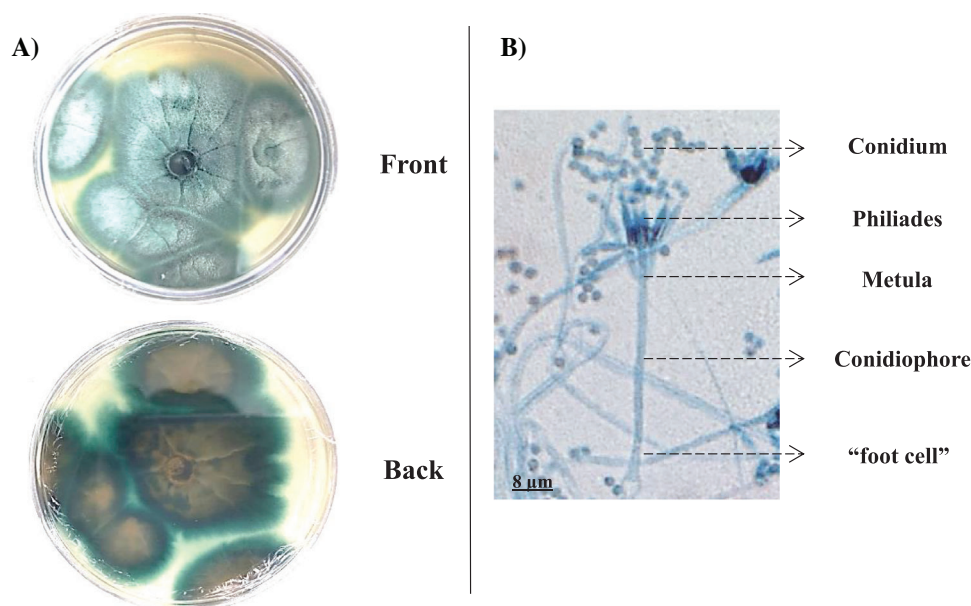 A)
Front
Back
B)
Conidium
Philiades
Metula
Conidiophore
“foot cell”
8 µm